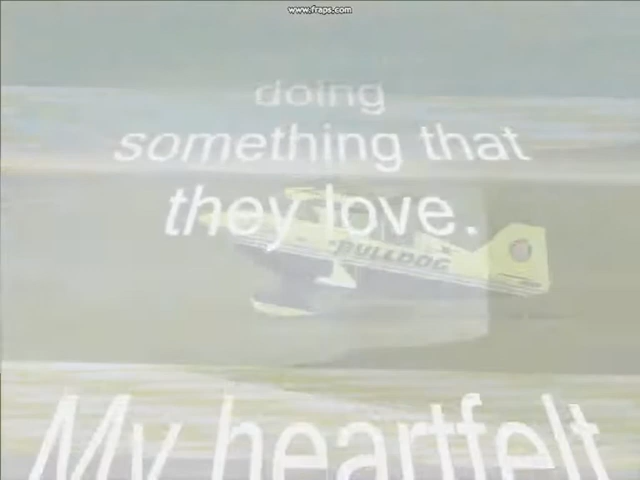 www.fraps.com
doing
something that
they love.
BULLDOG
My heartfelt